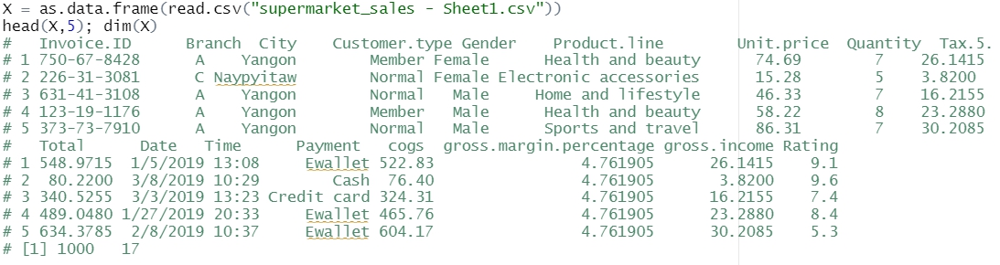 X = as.data.frame(read.csv("supermarket_sales - Sheet1.csv"))
head(X,5); dim(X)
#   Invoice.ID      Branch  City    Customer.type Gender    Product.line          Unit.price  Quantity  Tax.5.
# 1 750-67-8428      A    Yangon        Member Female      Health and beauty      74.69        7    26.1415
# 2 226-31-3081      C Naypyitaw        Normal Female Electronic accessories      15.28        5     3.8200
# 3 631-41-3108      A    Yangon        Normal   Male     Home and lifestyle      46.33        7    16.2155
# 4 123-19-1176      A    Yangon        Member   Male      Health and beauty      58.22        8    23.2880
# 5 373-73-7910      A    Yangon        Normal   Male      Sports and travel      86.31        7    30.2085
#   Total      Date   Time      Payment   cogs  gross.margin.percentage gross.income Rating
# 1 548.9715  1/5/2019 13:08     Ewallet 522.83                4.761905      26.1415    9.1
# 2  80.2200  3/8/2019 10:29        Cash  76.40                4.761905       3.8200    9.6
# 3 340.5255  3/3/2019 13:23 Credit card 324.31                4.761905      16.2155    7.4
# 4 489.0480 1/27/2019 20:33     Ewallet 465.76                4.761905      23.2880    8.4
# 5 634.3785  2/8/2019 10:37     Ewallet 604.17                4.761905      30.2085    5.3
# [1] 1000   17